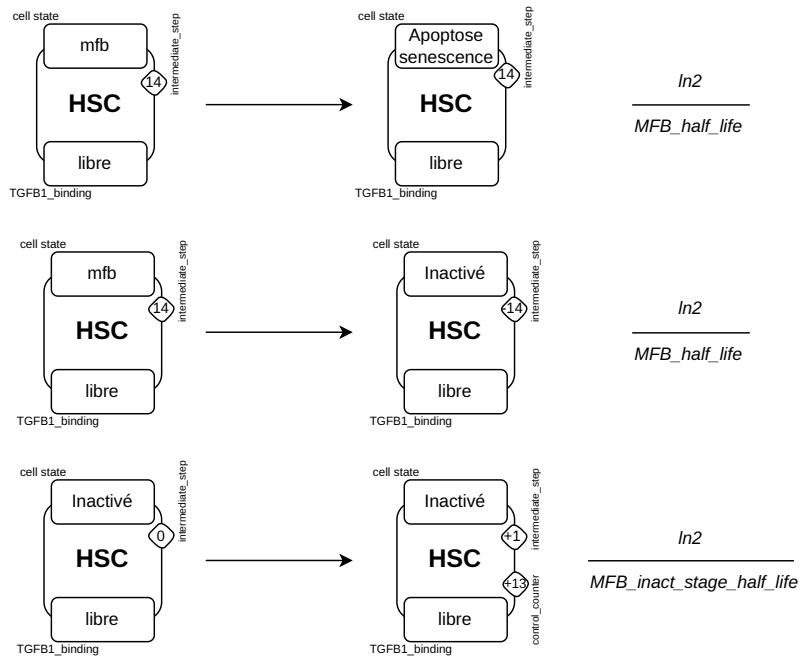 cell state
mfb
14
intermediate_step
HSC
libre
TGFB1_binding
cell state
Apoptose
senescence
14
intermediate_step
HSC
libre
TGFB1_binding
ln2
MFB_half_life
cell state
mfb
14
intermediate_step
HSC
libre
TGFB1_binding
cell state
Inactivé
-14
intermediate_step
HSC
libre
TGFB1_binding
ln2
MFB_half_life
cell state
Inactivé
0
intermediate_step
HSC
libre
TGFB1_binding
cell state
Inactivé
+1
intermediate_step
HSC
+13
control_counter
libre
TGFB1_binding
ln2
MFB_inact_stage_half_life